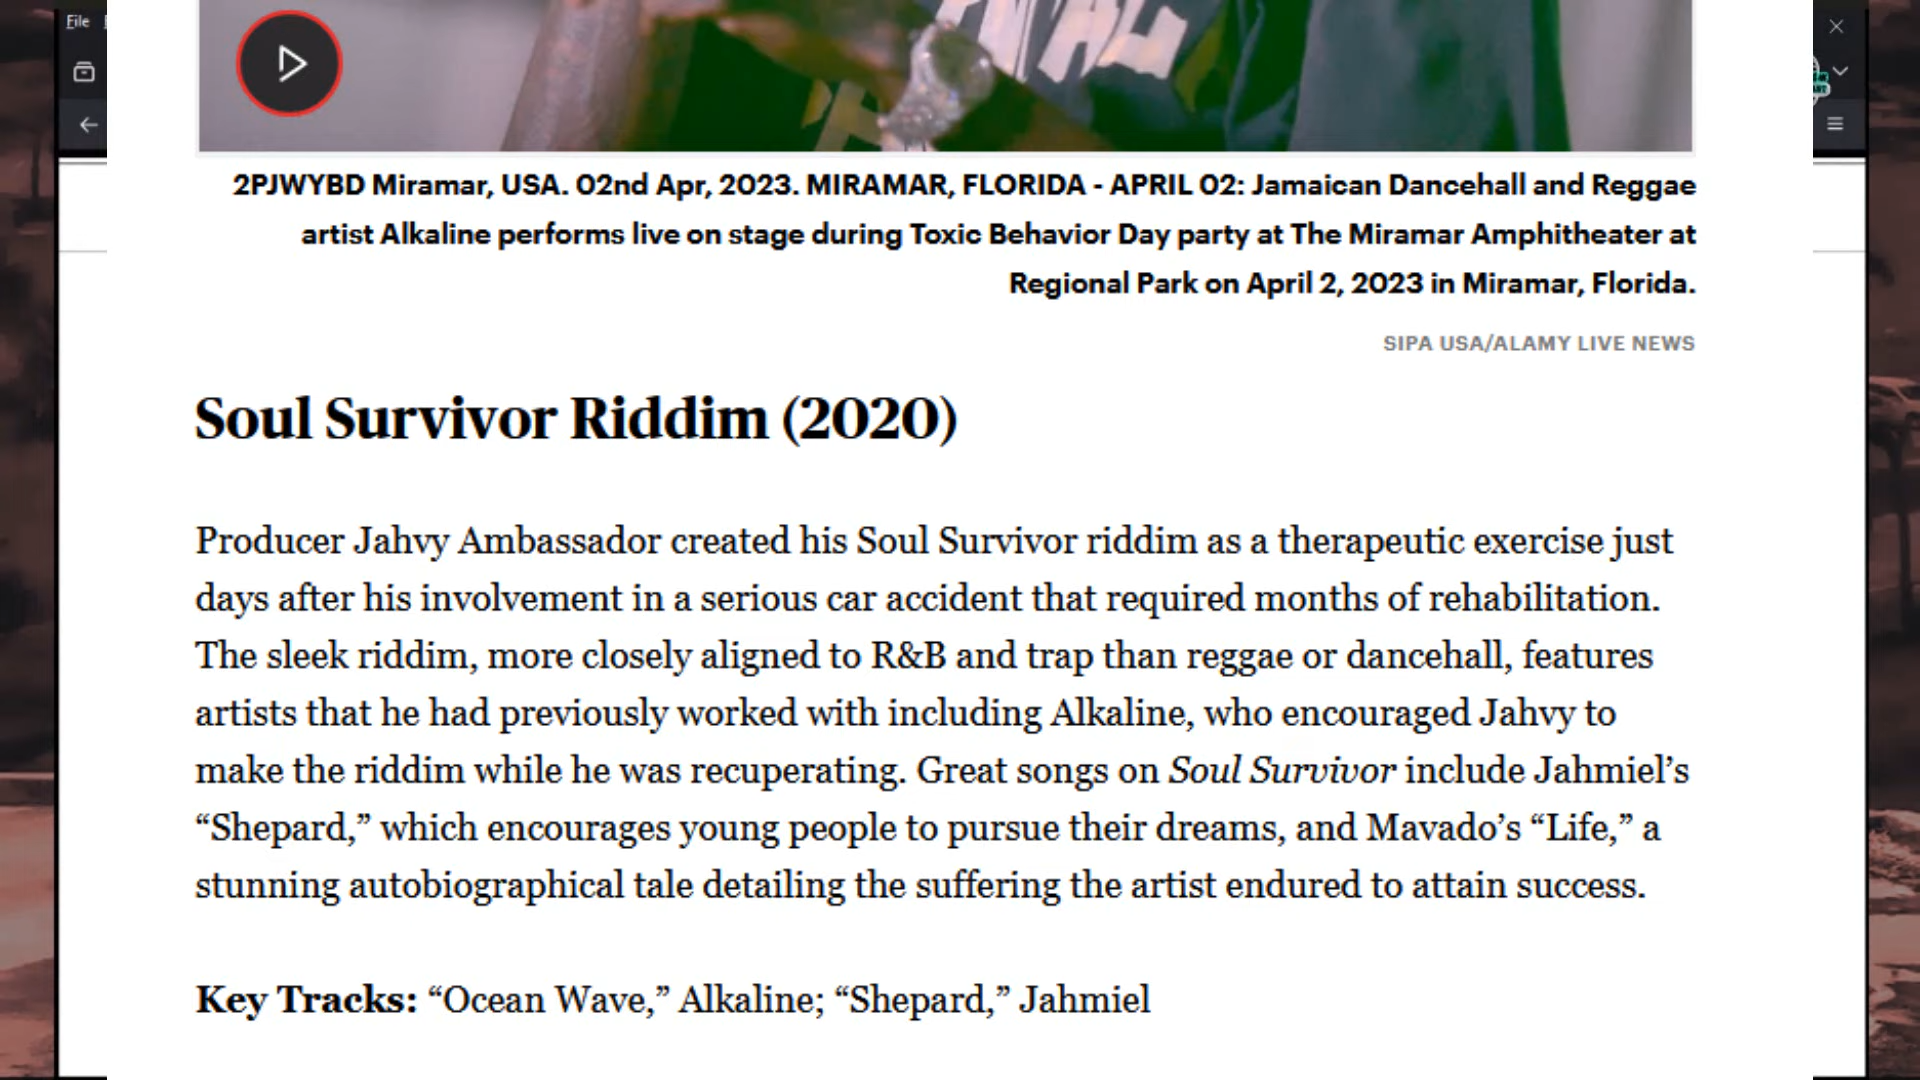 File
2PJWYBD Miramar, USA. 02nd Apr, 2023. MIRAMAR, FLORIDA - APRIL 02: Jamaican Dancehall and Reggae
artist Alkaline performs live on stage during Toxic Behavior Day party at The Miramar Amphitheater at
Regional Park on April 2, 2023 in Miramar, Florida.
SIPA USA/ALAMY LIVE NEWS
Soul Survivor Riddim (2020)
Producer Jahvy Ambassador created his Soul Survivor riddim as a therapeutic exercise just
days after his involvement in a serious car accident that required months of rehabilitation.
The sleek riddim, more closely aligned to R&B and trap than reggae or dancehall, features
artists that he had previously worked with including Alkaline, who encouraged Jahvy to
make the riddim while he was recuperating. Great songs on Soul Survivor include Jahmiel’s
“Shepard,” which encourages young people to pursue their dreams, and Mavado’s “Life,” a
stunning autobiographical tale detailing the suffering the artist endured to attain success.
Key Tracks: “Ocean Wave,” Alkaline; “Shepard,” Jahmiel